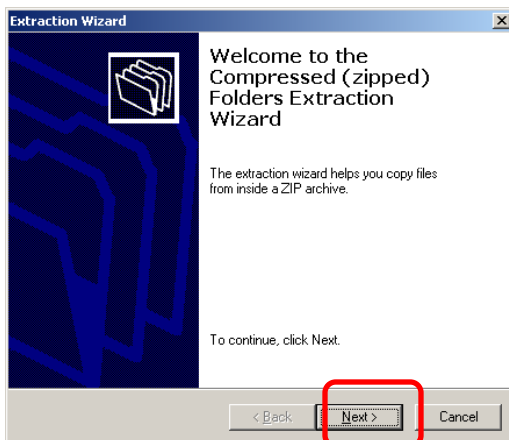 Extraction Wizard
Welcome to the
Compressed (zipped)
Folders Extraction
Wizard
The extraction wizard helps you copy files
from inside a ZIP archive.
To continue, click Next.
< Back
Next >
Cancel